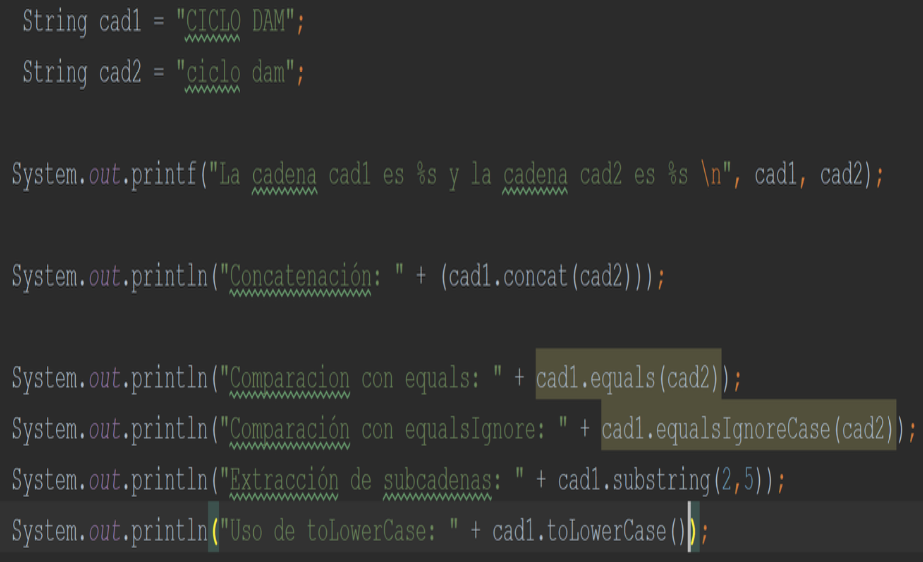 String cad1 = "CICLO DAM";
String cad2 = "ciclo dam";
System.out.printf("La cadena cad1 es %s y la cadena cad2 es %s \n", cad1, cad2);
System.out.println("Concatenación: " + (cad1.concat(cad2)));
System.out.println("Comparacion con equals: " + cad1.equals(cad2));
System.out.println("Comparación con equalsIgnore: " + cad1.equalsIgnoreCase(cad2));
System.out.println("Extracción de subcadenas: " + cad1.substring(2,5));
System.out.println("Uso de toLowerCase: " + cad1.toLowerCase());